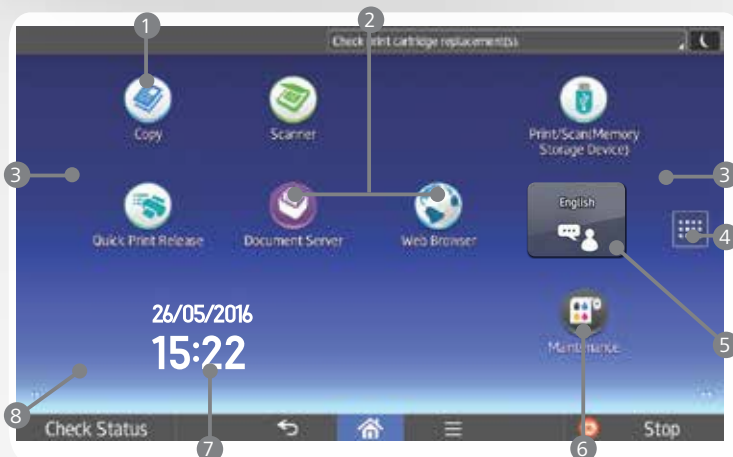 1
2
Check print cartridge replacement(s).
Copy
Scanner
Print/Scan(Memory
Storage Device)
3
3
English
4
Quick Print Release
Document Server
Web Browser
5
26/05/2016
15:22
Maintenance
8
Check Status
Stop
7
6